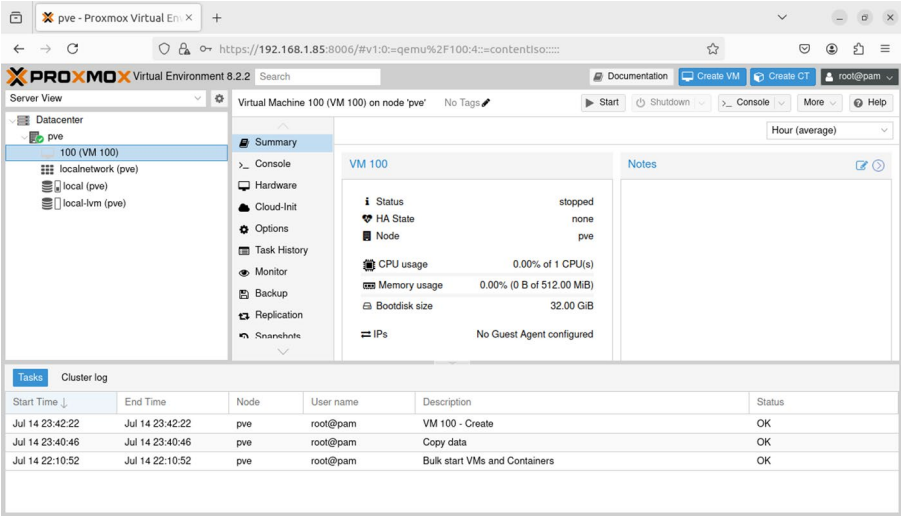 pve - Proxmox Virtual Env
https://192.168.1.85:8006/#v1:0:=qemu%2F100:4::=contentIso:::::
PROXMOX Virtual Environment 8.2.2 Search Documentation Create VM Create CT root@pam
Server View
Datacenter
pve
100 (VM 100)
localnetwork (pve)
local (pve)
local-lvm (pve)
Virtual Machine 100 (VM 100) on node 'pve' No Tags Start Shutdown Console More Help
Summary
Console
Hardware
Cloud-Init
Options
Task History
Monitor
Backup
Replication
Snapshots
Hour (average)
VM 100
Status stopped
HA State none
Node pve
CPU usage 0.00% of 1 CPU(s)
Memory usage 0.00% (0 B of 512.00 MiB)
Bootdisk size 32.00 GiB
IPs No Guest Agent configured
Notes
Tasks Cluster log
Start Time End Time Node User name Description Status
Jul 14 23:42:22 Jul 14 23:42:22 pve root@pam VM 100 - Create OK
Jul 14 23:40:46 Jul 14 23:40:46 pve root@pam Copy data OK
Jul 14 22:10:52 Jul 14 22:10:52 pve root@pam Bulk start VMs and Containers OK